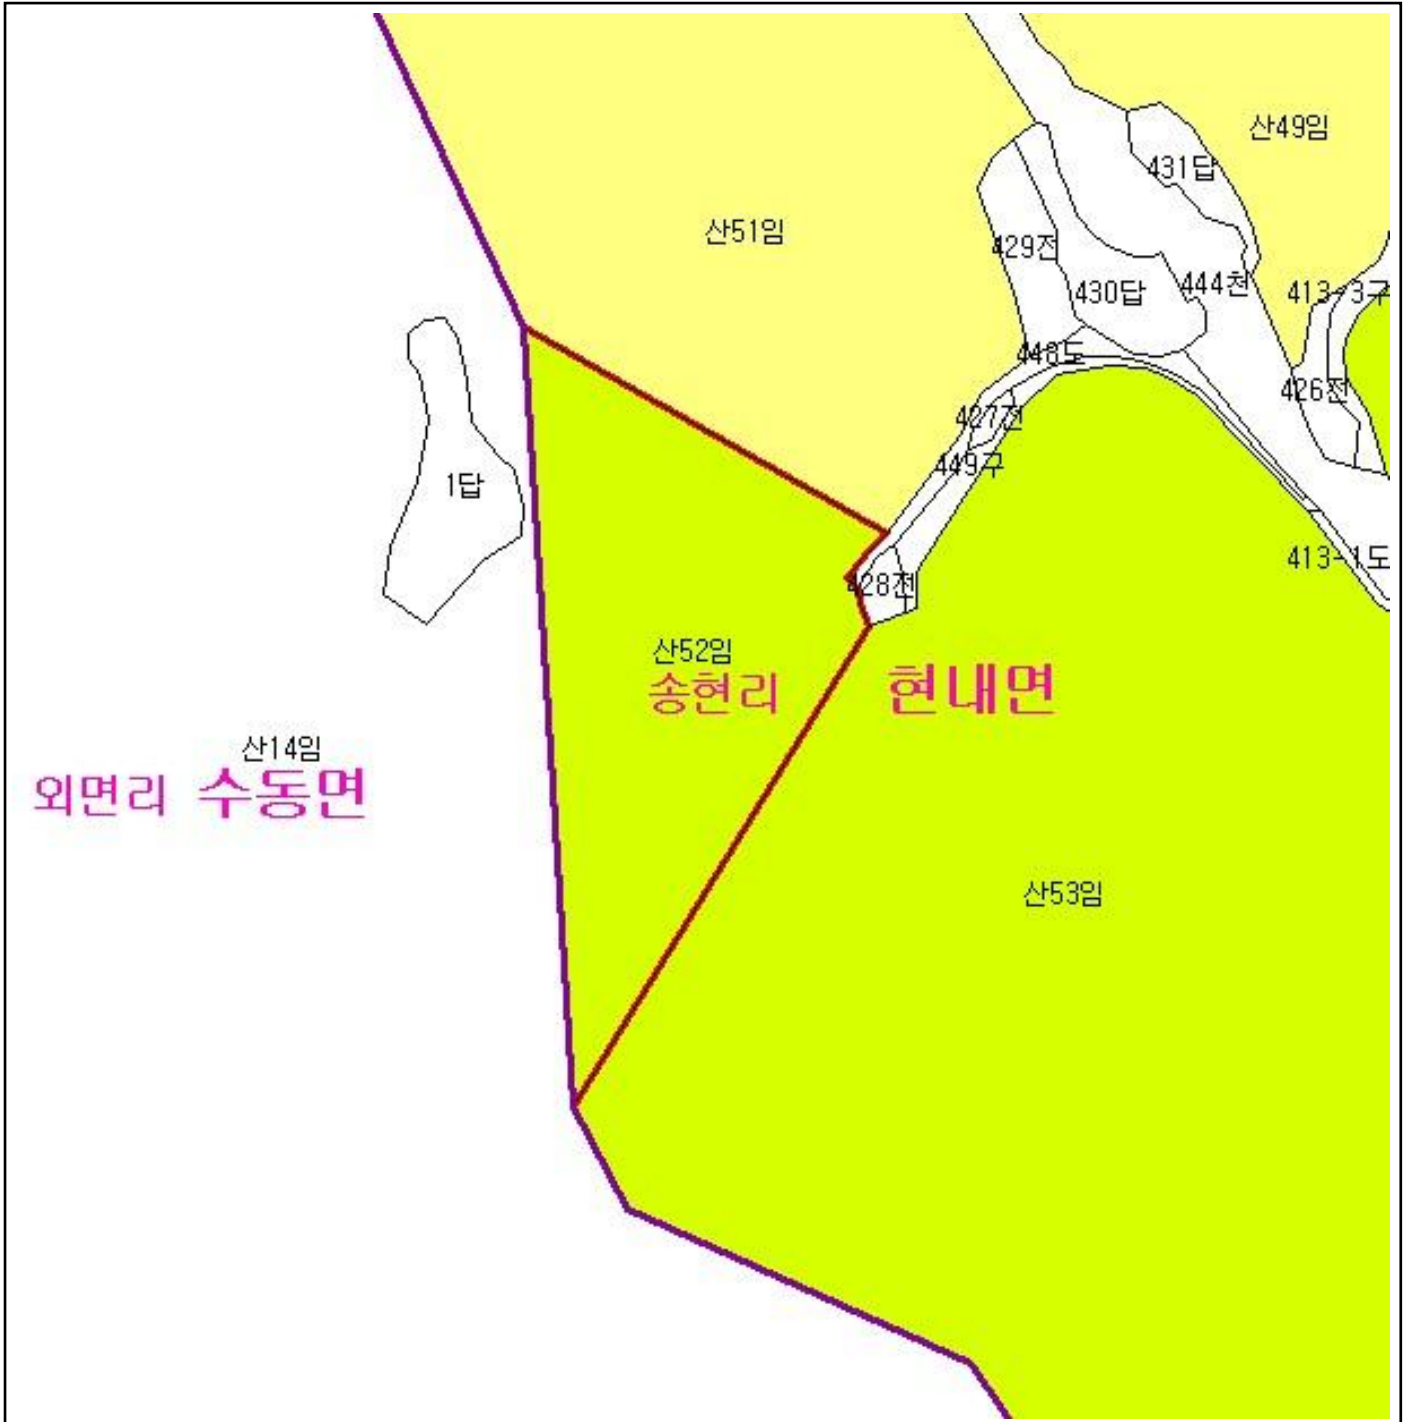 산49임
431답
산51임
429전
444천
430답
413-3구
448도
426전
427전
449구
1답
413-1도
428전
산52임
송현리 현내면
산14임
외면리 수동면
산53임